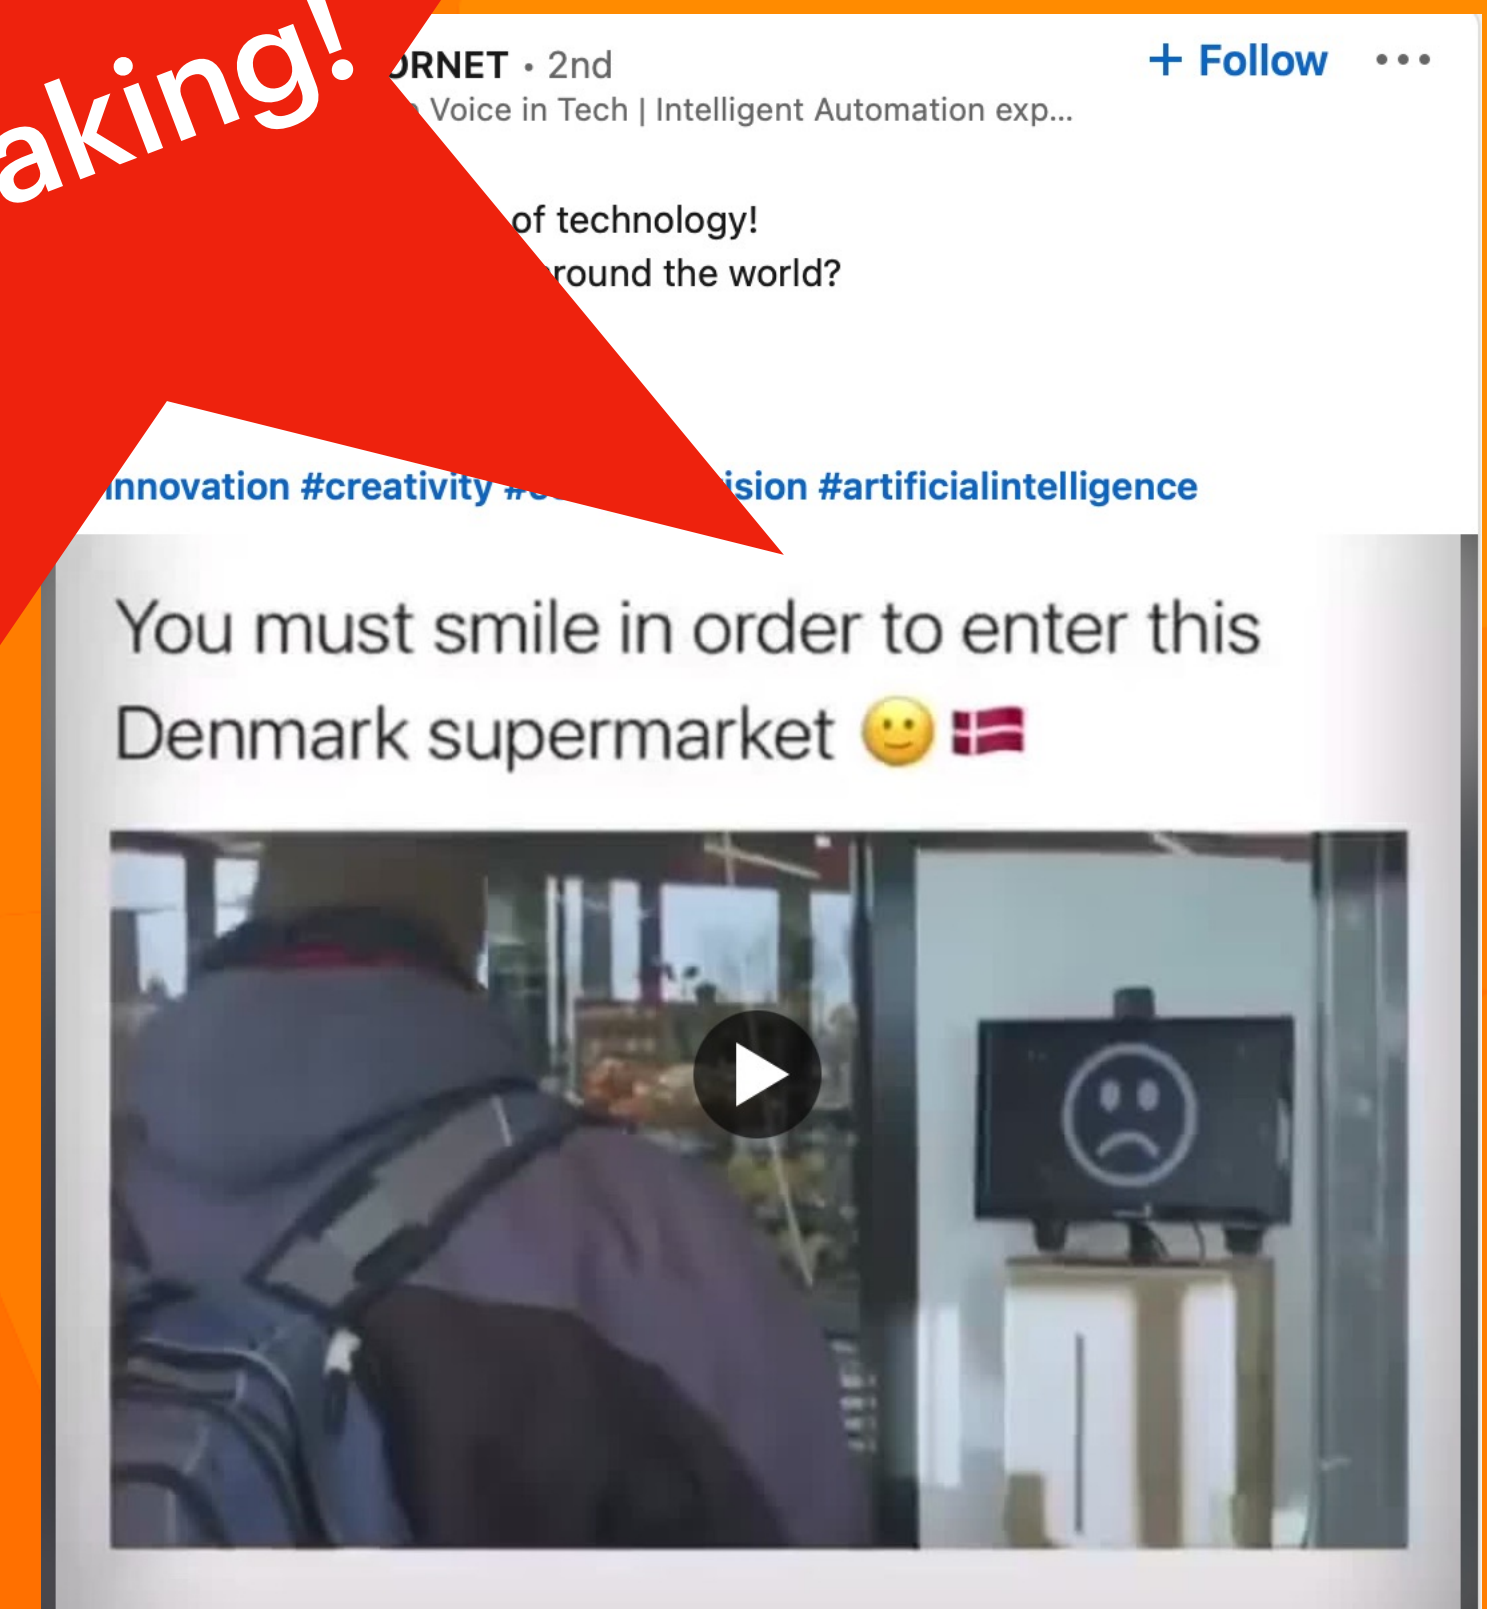 aking!
ORNET • 2nd
+ Follow
Voice in Tech | Intelligent Automation exp...
of technology!
round the world?
innovation #creativity ision #artificialintelligence
You must smile in order to enter this
Denmark supermarket 🙂🇩🇰